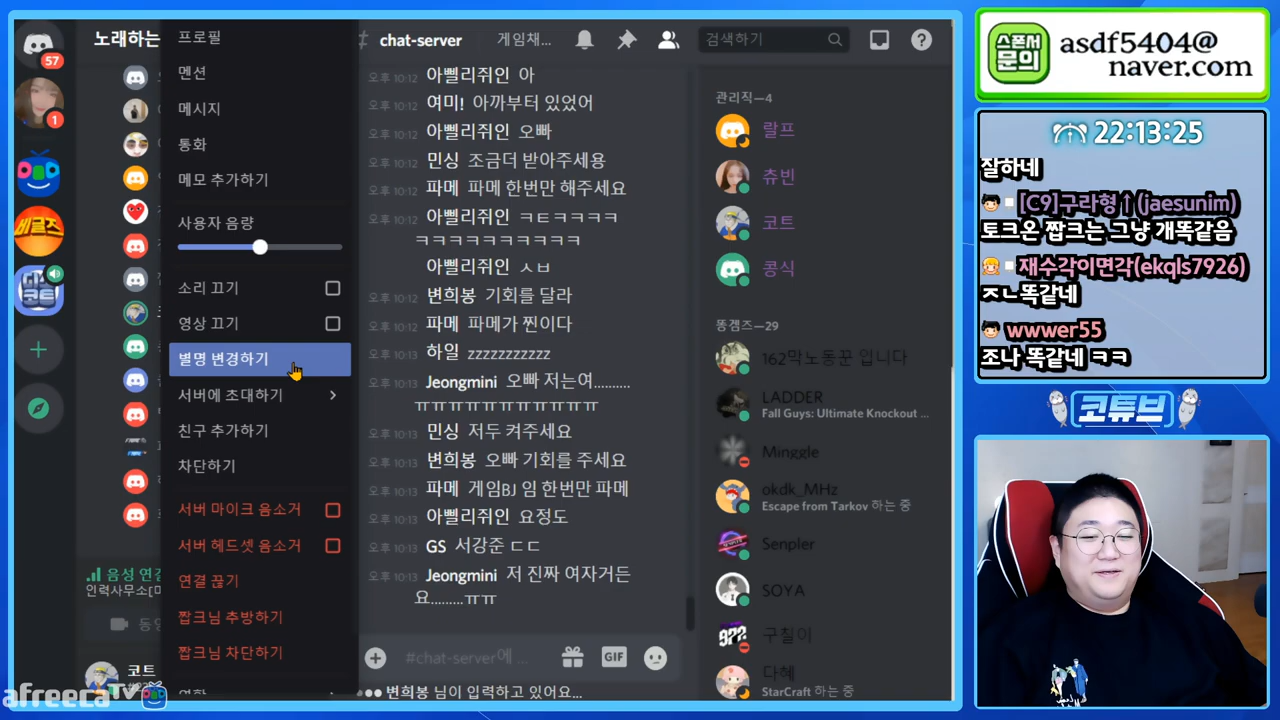 57
1
비글즈
코트
노래하는
프로필
멘션
메시지
통화
메모 추가하기
사용자 음량
소리 끄기
영상 끄기
별명 변경하기
서버에 초대하기
친구 추가하기
차단하기
서버 마이크 음소거
서버 헤드셋 음소거
연결 끊기
짭크님 추방하기
짭크님 차단하기
음성 연결
인력사무소[미
코트
afreecaTV
# chat-server
게임채...
검색하기
오후 10:12 아삘리쥐인 아
오후 10:12 여미! 아까부터 있었어
오후 10:12 아삘리쥐인 오빠
오후 10:12 민싱 조금더 받아주세용
오후 10:12 파메 파메 한번만 해주세요
오후 10:12 아삘리쥐인 ㅋㅌㅋㅋㅋㅋ
ㅋㅋㅋㅋㅋㅋㅋㅋㅋㅋ
아삘리쥐인 ㅅㅂ
오후 10:12 변희봉 기회를 달라
오후 10:12 파메 파메가 찐이다
오후 10:13 하일 zzzzzzzzzzz
오후 10:13 Jeongmini 오빠 저는여.........
ㅠㅠㅠㅠㅠㅠㅠㅠㅠㅠㅠㅠ
오후 10:13 민싱 저두 켜주세요
오후 10:13 변희봉 오빠 기회를 주세요
오후 10:13 파메 게임BJ 임 한번만 파메
오후 10:13 아삘리쥐인 요정도
오후 10:13 GS 서강준 ㄷㄷ
오후 10:13 Jeongmini 저 진짜 여자거든
요.........ㅠㅠ
#chat-server에 ...
GIF
변희봉 님이 입력하고 있어요...
관리직—4
랄프
츄빈
코트
콩식
똥겜즈—29
162막노동꾼 입니다
LADDER
Fall Guys: Ultimate Knockout ...
Minggle
okdk_MHz
Escape from Tarkov 하는 중
Senpler
SOYA
구칠이
다혜
StarCraft 하는 중
스폰서
문의
asdf5404@
naver.com
22:13:25
잘하네
[C9]구라형↑(jaesunim)
토크온 짭크는 그냥 개똑같음
재수각이면각(ekqls7926)
ㅈㄴ똑같네
wwwer55
조나 똑같네 ㅋㅋ
코튜브